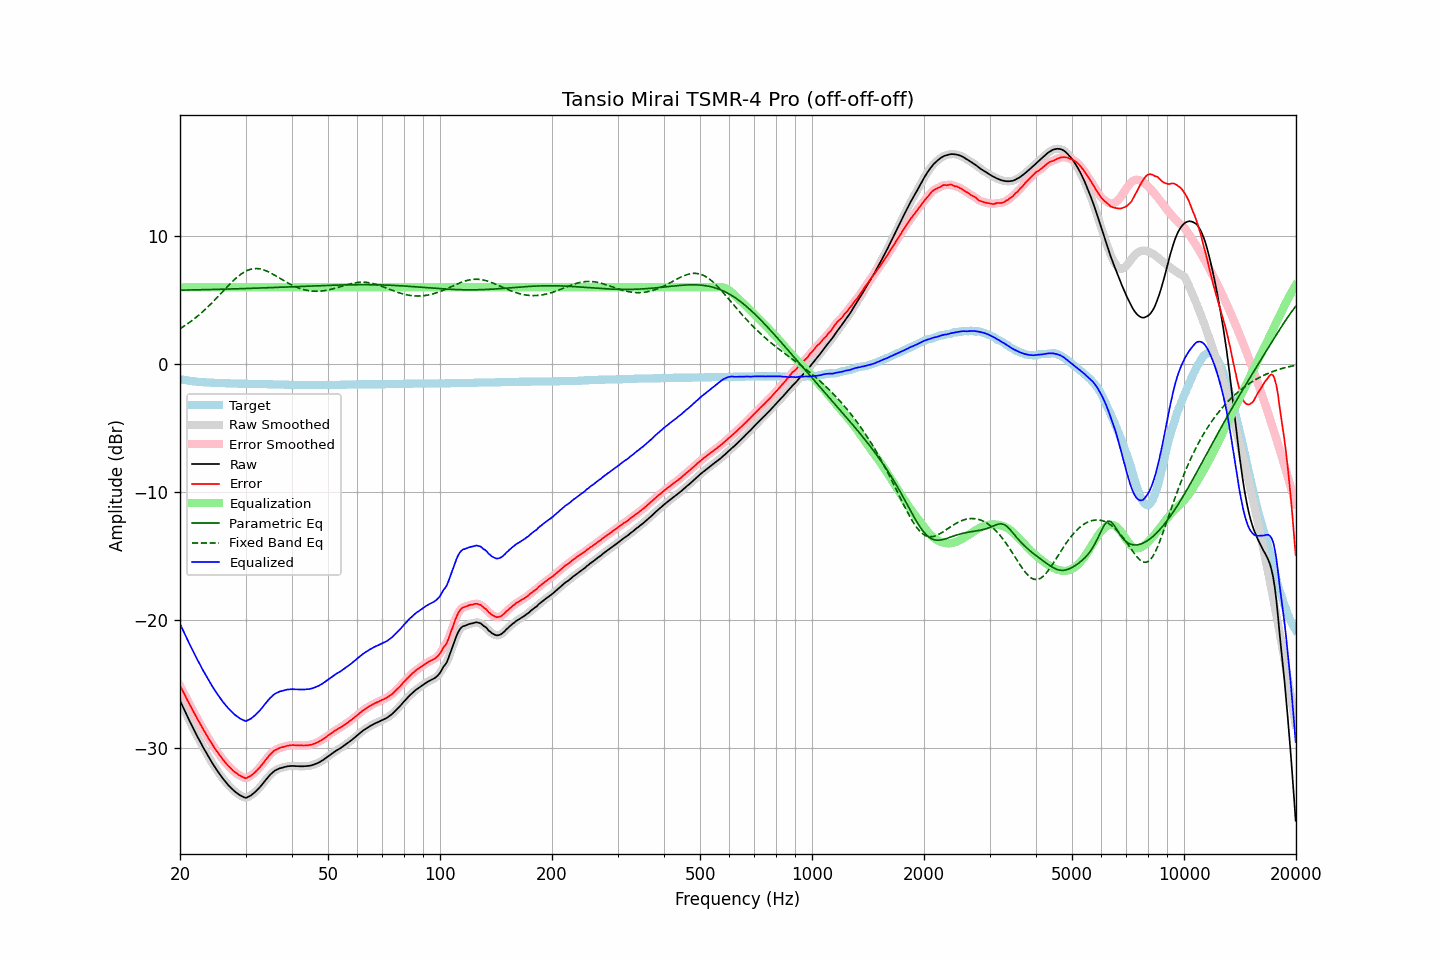 Tansio Mirai TSMR-4 Pro (off-off-off)
Amplitude (dBr)
10
0
−10
−20
−30
Target
Raw Smoothed
Error Smoothed
Raw
Error
Equalization
Parametric Eq
Fixed Band Eq
Equalized
20 50 100 200 500 1000 2000 5000 10000 20000
Frequency (Hz)